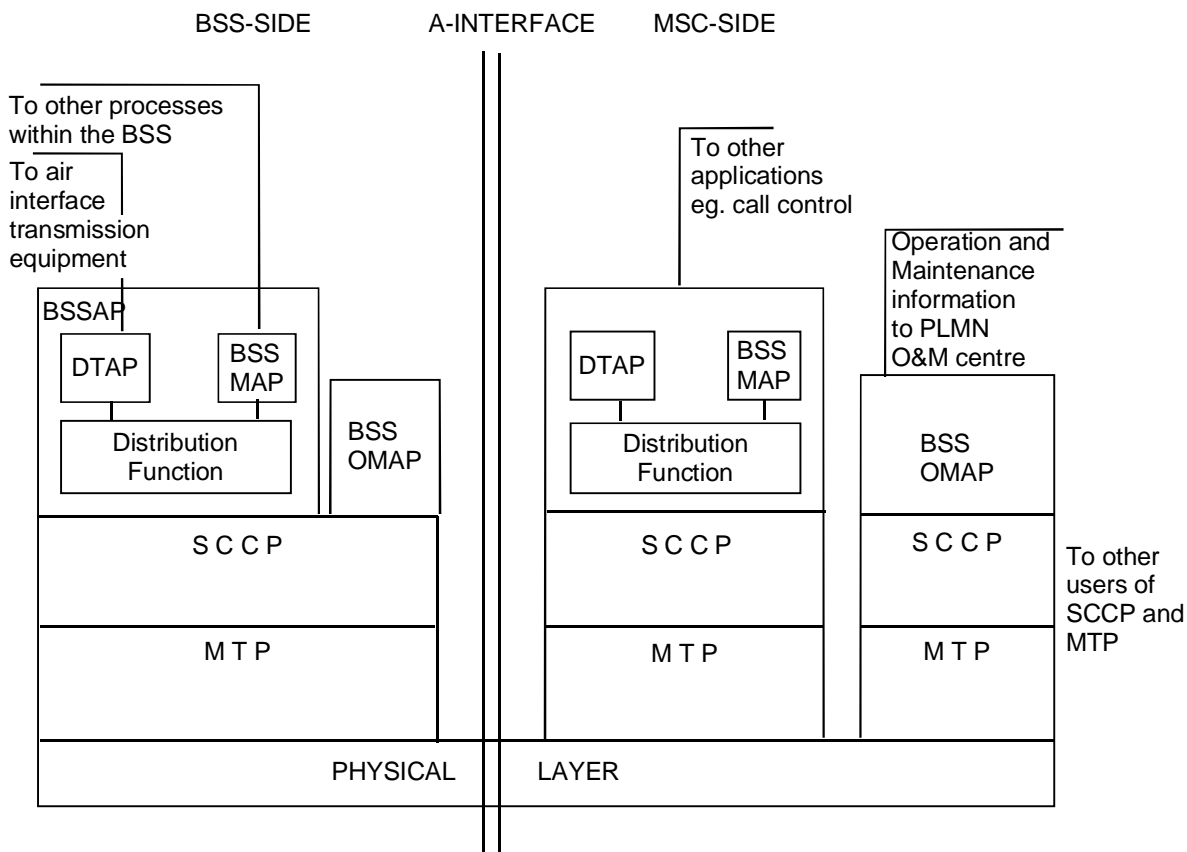 BSS-SIDE
A-INTERFACE
MSC-SIDE
To other processes
within the BSS
To air
interface
transmission
equipment
To other
applications
eg. call control
Operation and
Maintenance
information
to PLMN
O&M centre
BSSAP
DTAP
BSS
MAP
Distribution
Function
BSS
OMAP
DTAP
BSS
MAP
Distribution
Function
BSS
OMAP
S C C P
S C C P
S C C P
To other
users of
SCCP and
MTP
M T P
M T P
M T P
PHYSICAL
LAYER